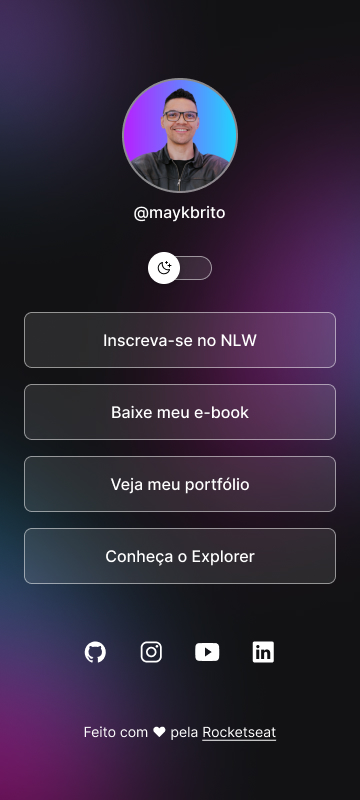 @maykbrito
Inscreva-se no NLW
Baixe meu e-book
Veja meu portfólio
Conheça o Explorer
Feito com ♥ pela Rocketseat